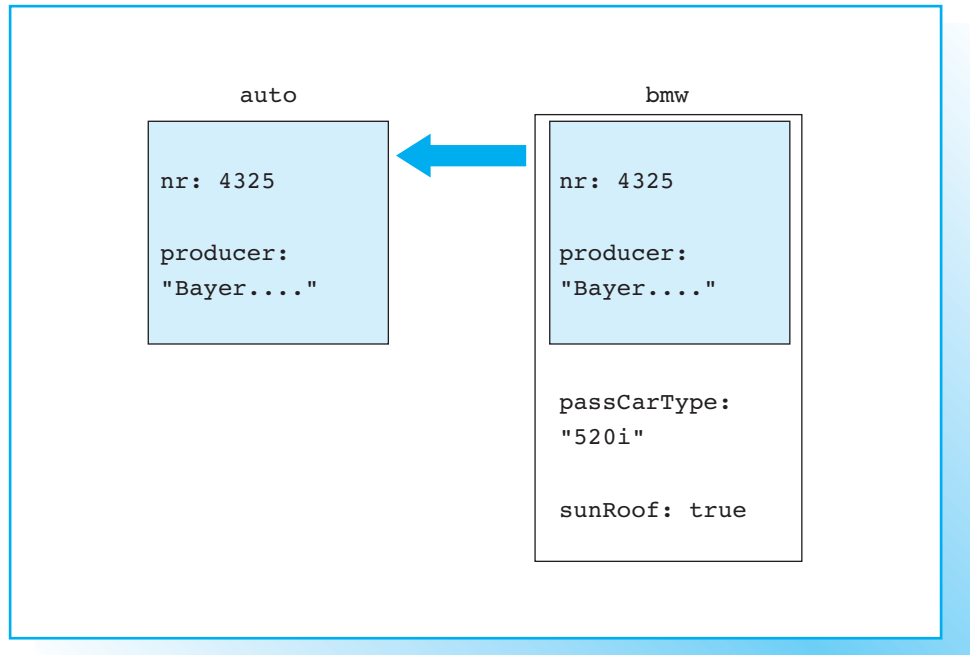 auto
nr: 4325
producer:
"Bayer...."
bmw
nr: 4325
producer:
"Bayer...."
passCarType:
"520i"
sunRoof: true